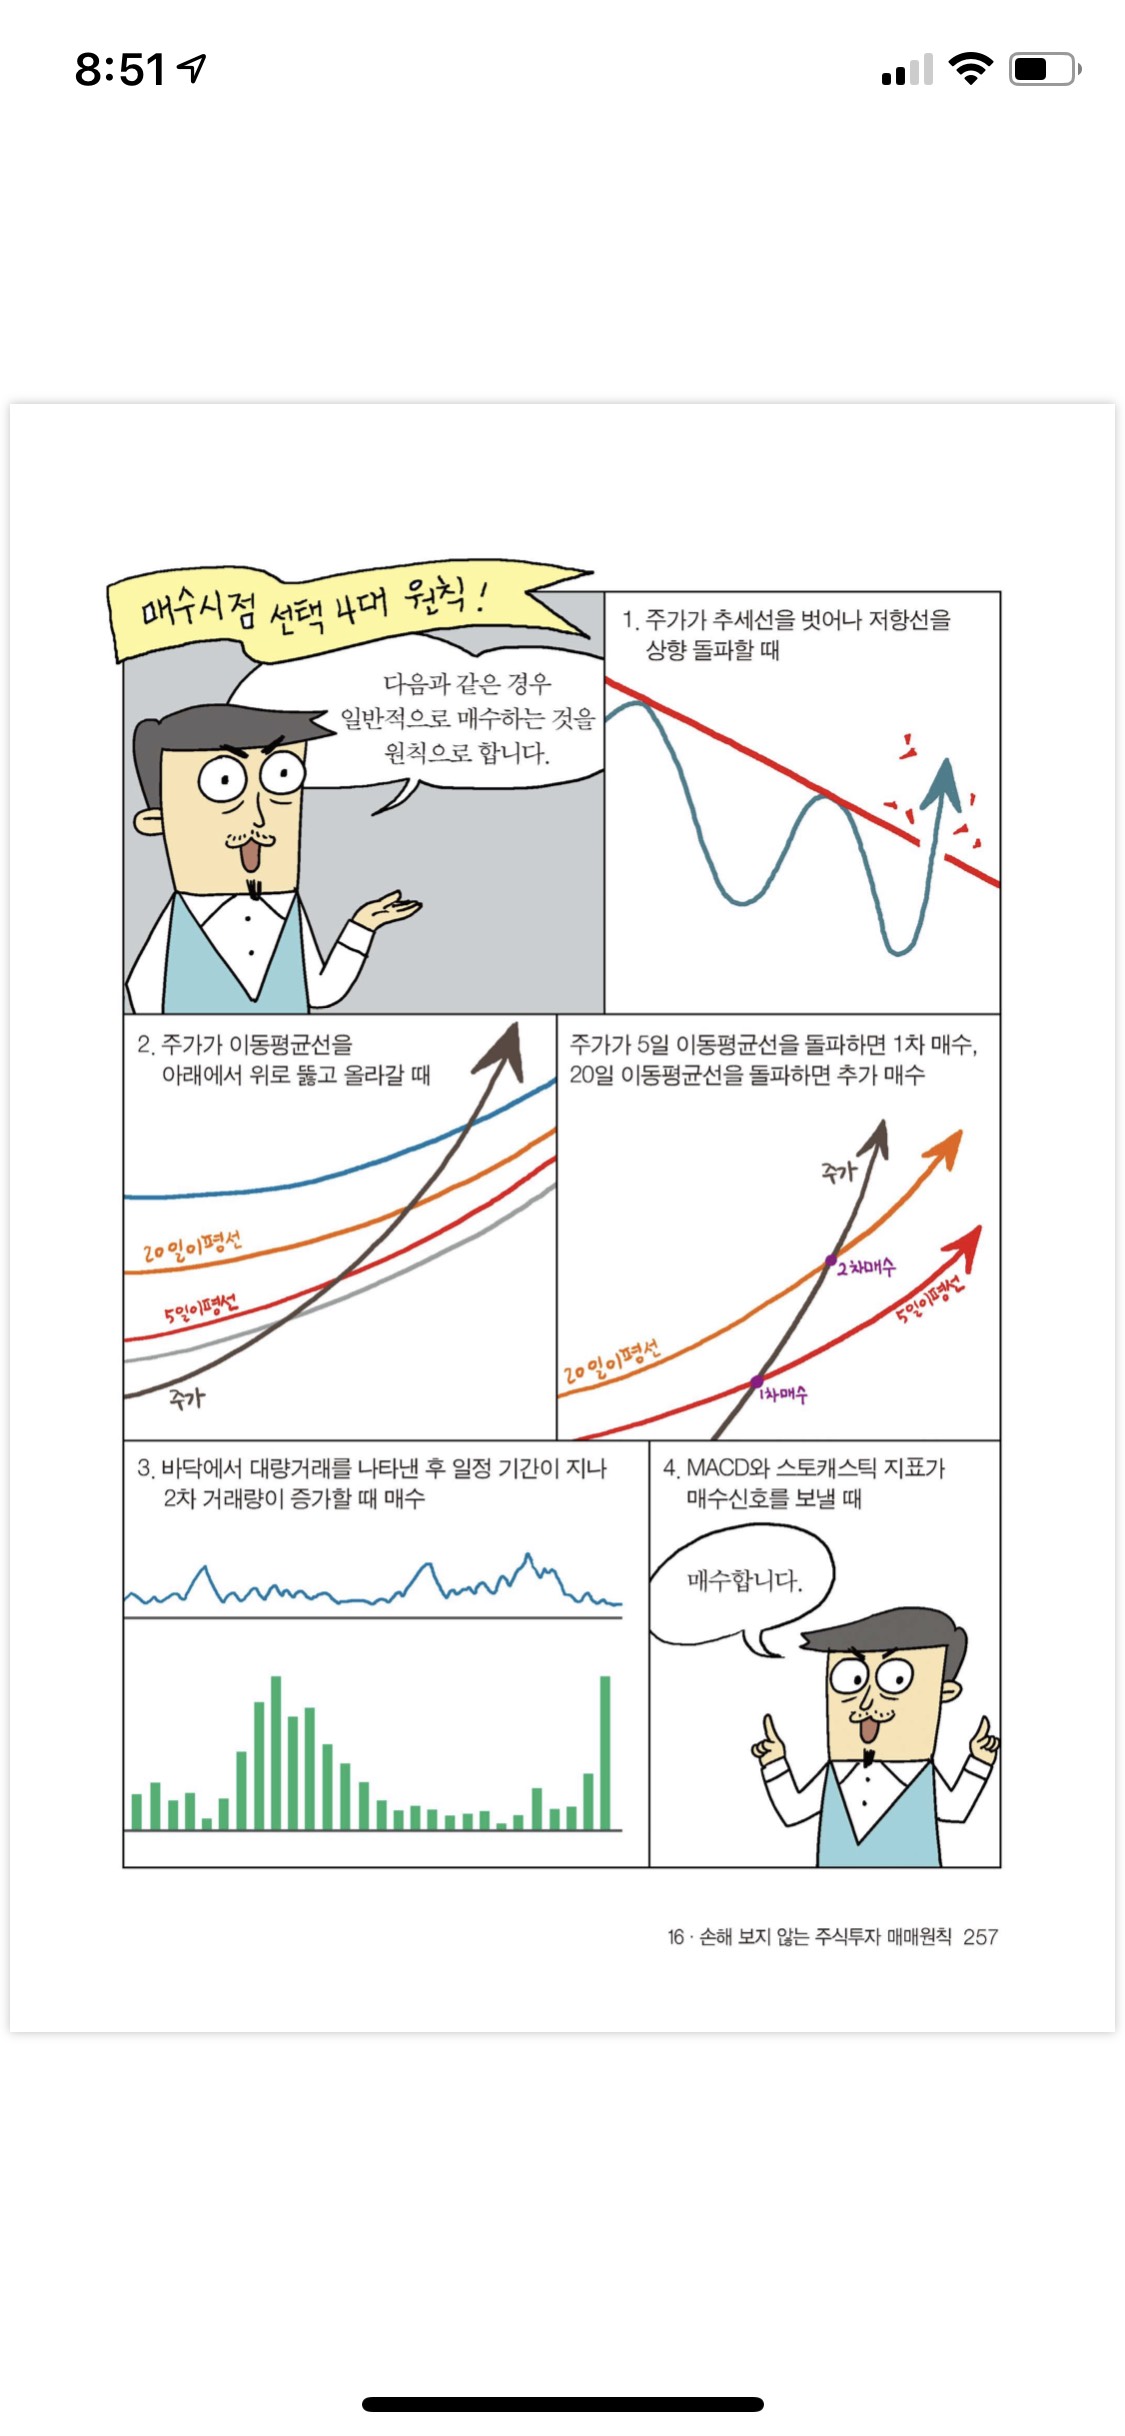 8:51
매수시점 선택 4대 원칙!
다음과 같은 경우
일반적으로 매수하는 것을
원칙으로 합니다.
1. 주가가 추세선을 벗어나 저항선을
상향 돌파할 때
2. 주가가 이동평균선을
아래에서 위로 뚫고 올라갈 때
20일이평선
5일이평선
주가
주가가 5일 이동평균선을 돌파하면 1차 매수,
20일 이동평균선을 돌파하면 추가 매수
주가
2차매수
5일이평선
20일이평선
1차매수
3. 바닥에서 대량거래를 나타낸 후 일정 기간이 지나
2차 거래량이 증가할 때 매수
4. MACD와 스토캐스틱 지표가
매수신호를 보낼 때
매수합니다.
16 · 손해 보지 않는 주식투자 매매원칙 257